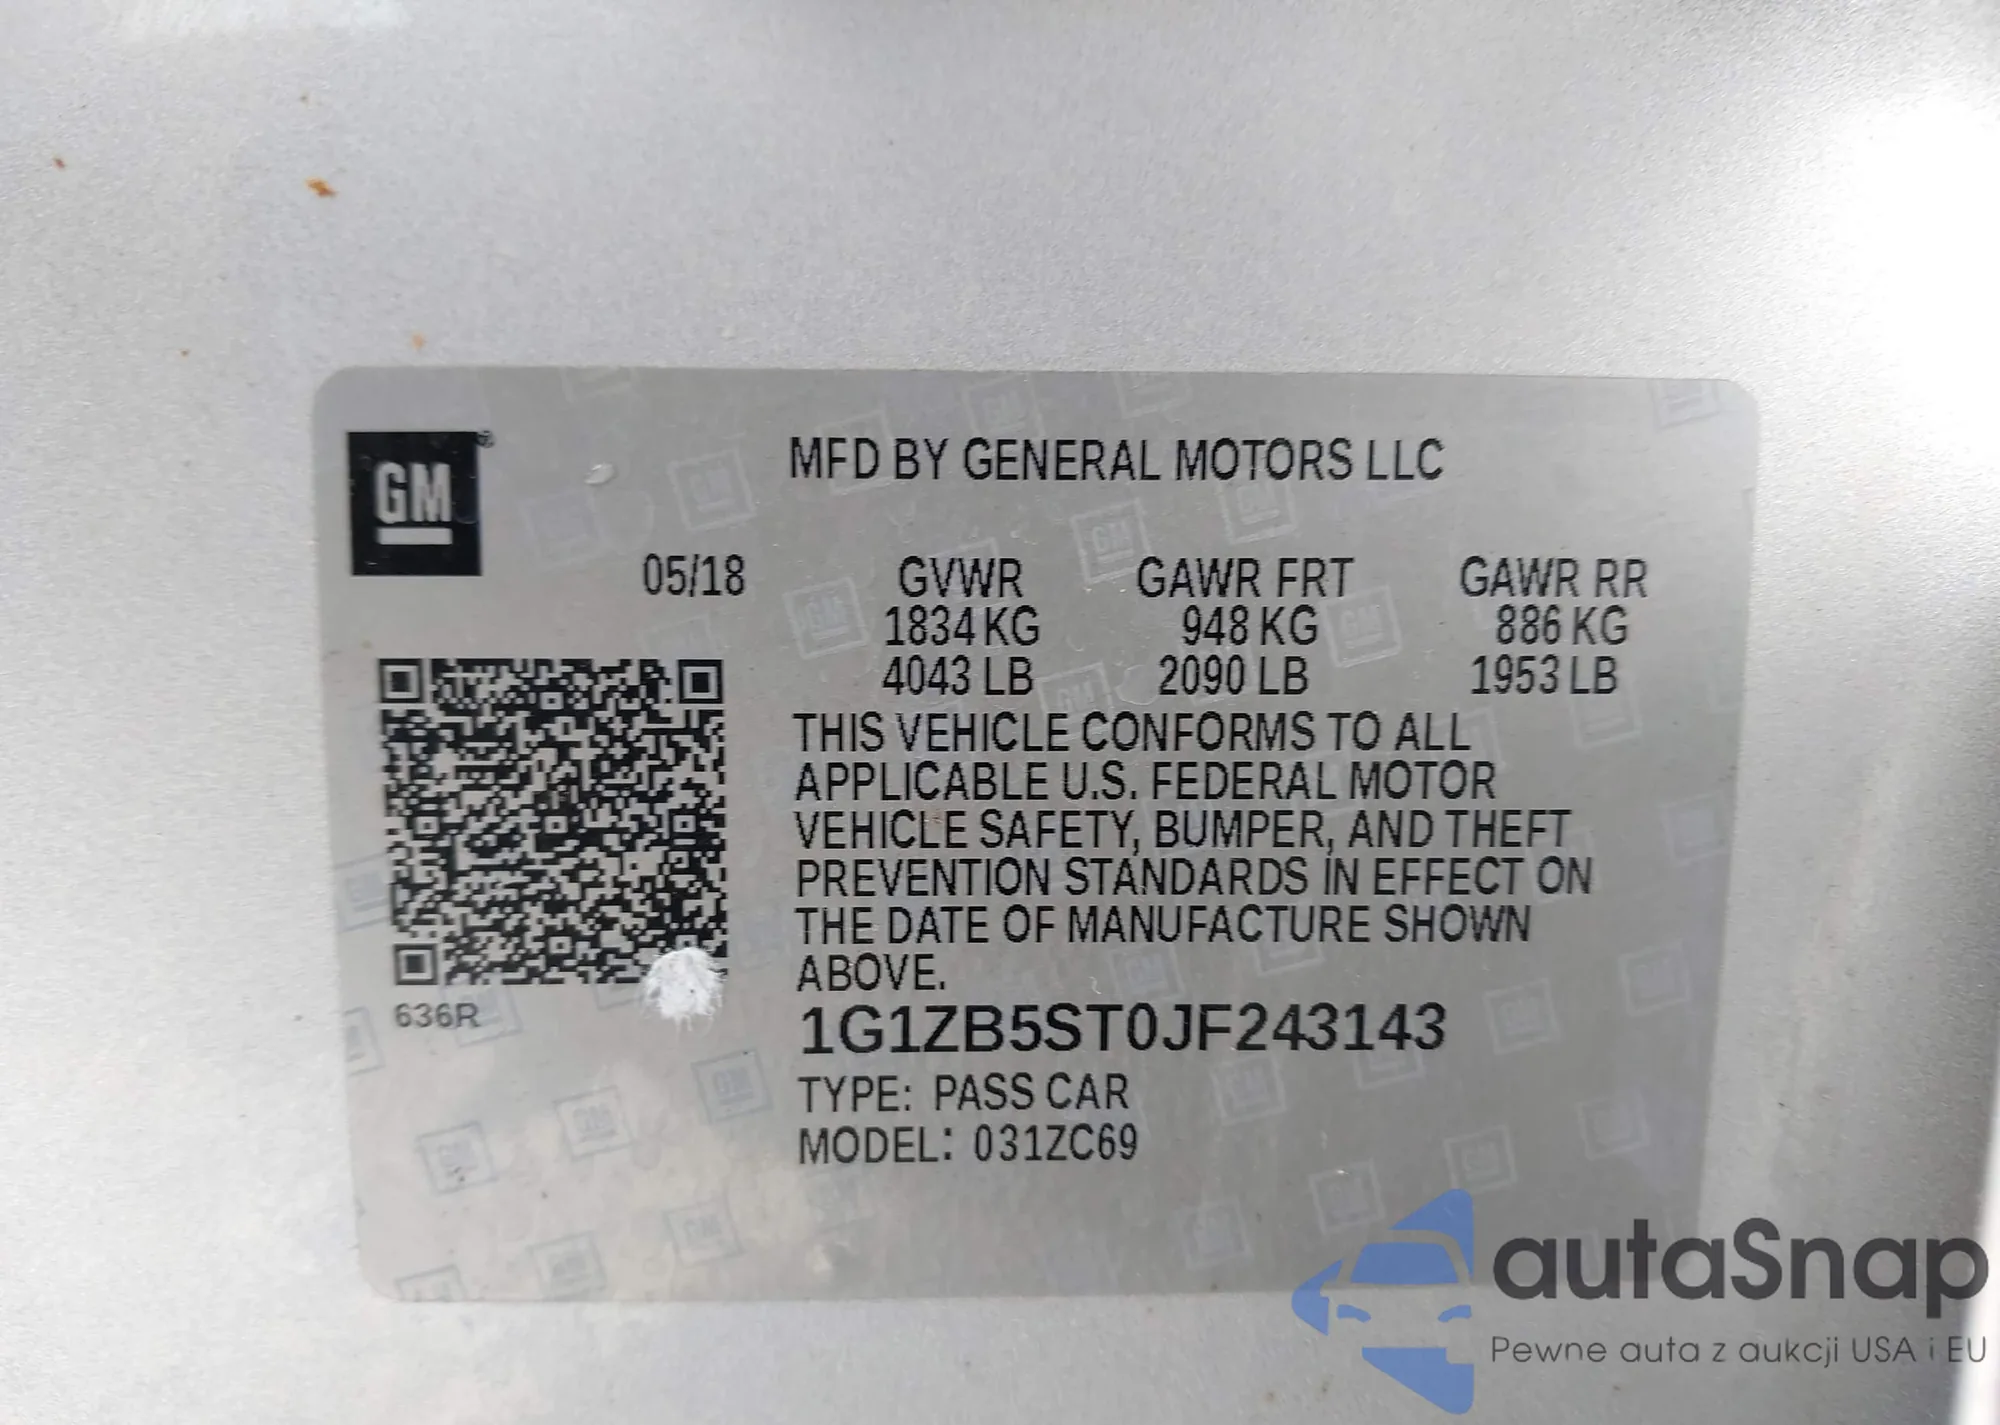 GM
MFD BY GENERAL MOTORS LLC
05/18 GVWR GAWR FRT GAWR RR
1834 KG 948 KG 886 KG
4043 LB 2090 LB 1953 LB
THIS VEHICLE CONFORMS TO ALL
APPLICABLE U.S. FEDERAL MOTOR
VEHICLE SAFETY, BUMPER, AND THEFT
PREVENTION STANDARDS IN EFFECT ON
THE DATE OF MANUFACTURE SHOWN
ABOVE.
636R
1G1ZB5ST0JF243143
TYPE: PASS CAR
MODEL: 031ZC69
autaSnap
Pewne auta z aukcji USA i EU